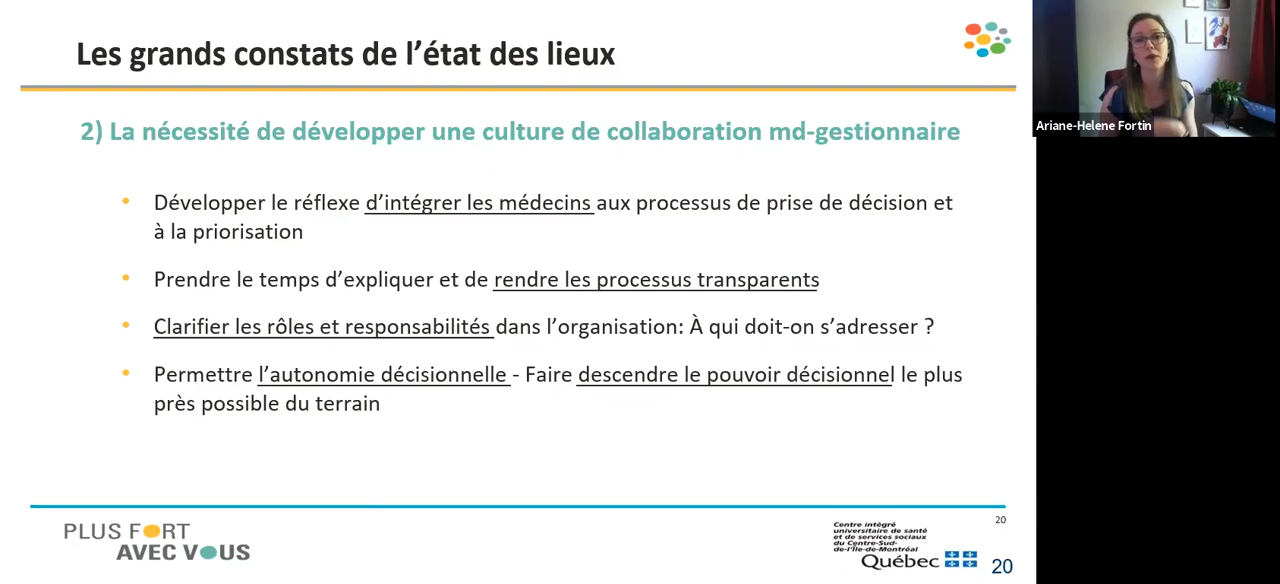 Les grands constats de l’état des lieux
2) La nécessité de développer une culture de collaboration md-gestionnaire
• Développer le réflexe d’intégrer les médecins aux processus de prise de décision et
à la priorisation
• Prendre le temps d’expliquer et de rendre les processus transparents
• Clarifier les rôles et responsabilités dans l’organisation: À qui doit-on s’adresser ?
• Permettre l’autonomie décisionnelle - Faire descendre le pouvoir décisionnel le plus
près possible du terrain
PLUS FORT
AVEC VOUS
Centre intégré
universitaire de santé
et de services sociaux
du Centre-Sud-
de-l’Île-de-Montréal
Québec
20
20
Ariane-Helene Fortin